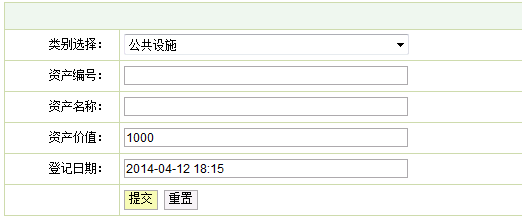 类别选择： 公共设施
资产编号：
资产名称：
资产价值： 1000
登记日期： 2014-04-12 18:15
提交 重置